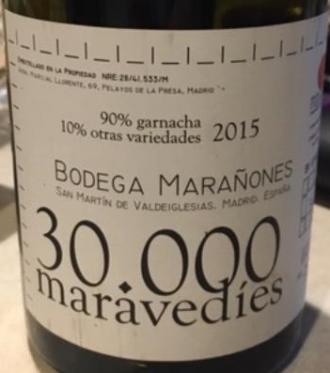 Embotellado en la Propiedad NRE:28/41.533/M
Avda. Marcial Llorente, 69, Pelayos de la Presa, Madrid
90% garnacha
10% otras variedades 2015
Bodega Marañones
San Martín de Valdeiglesias. Madrid. España
30.000
maravedíes